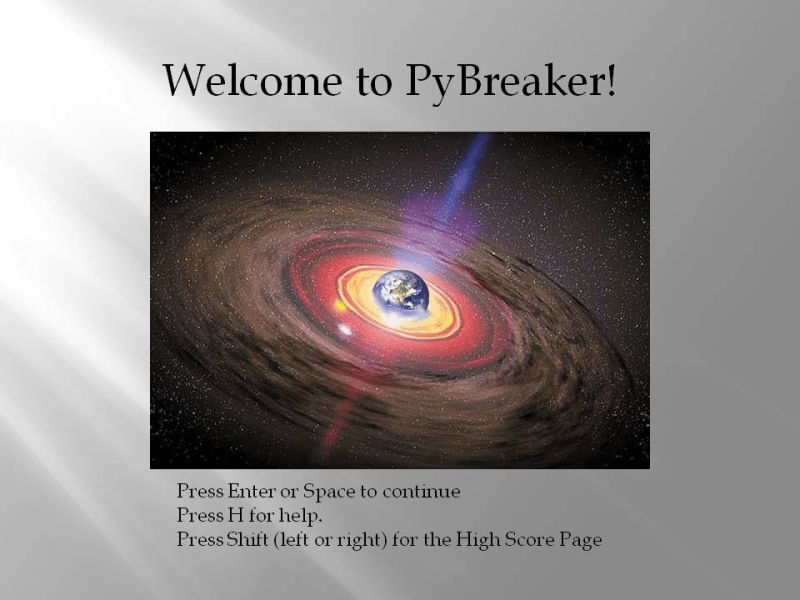 Welcome to PyBreaker!
Press Enter or Space to continue
Press H for help.
Press Shift (left or right) for the High Score Page